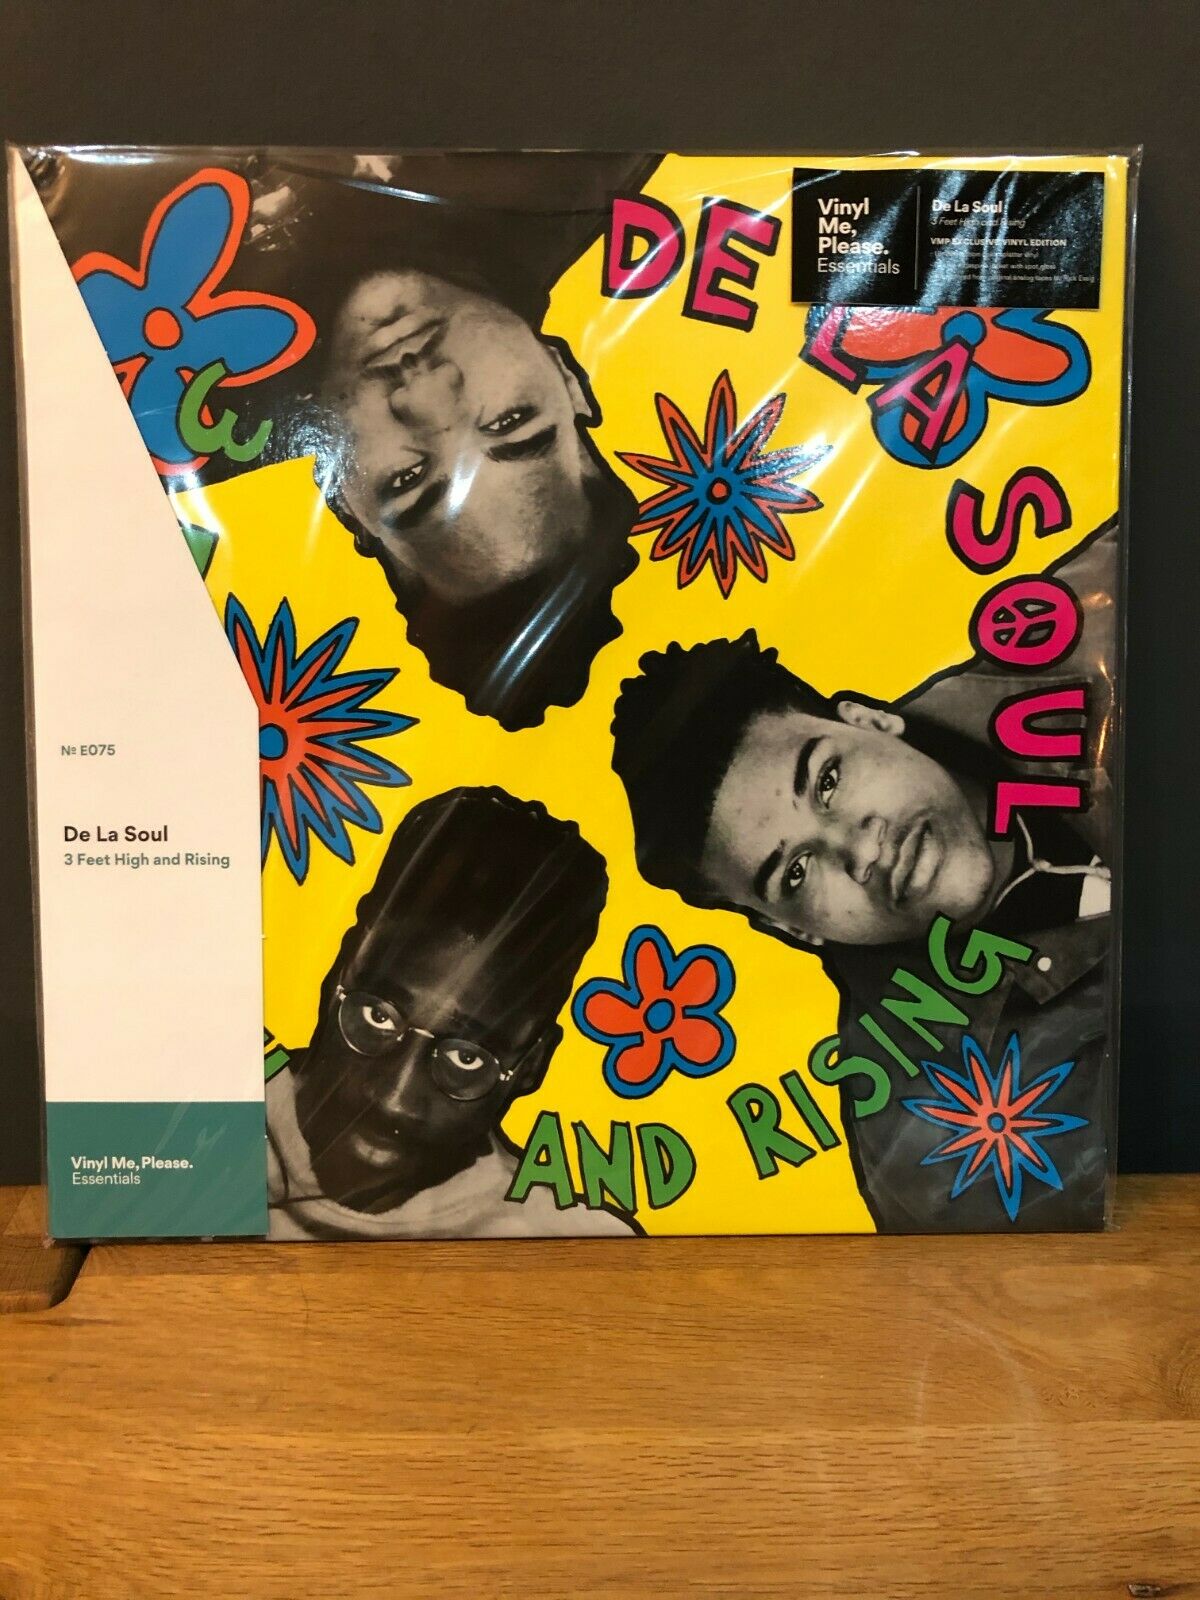 DE LA SOUL
3
AND RISING
Vinyl
Me,
Please.
Essentials
De La Soul
3 Feet High and Rising
VMP EXCLUSIVE VINYL EDITION
№ E075
De La Soul
3 Feet High and Rising
Vinyl Me, Please.
Essentials